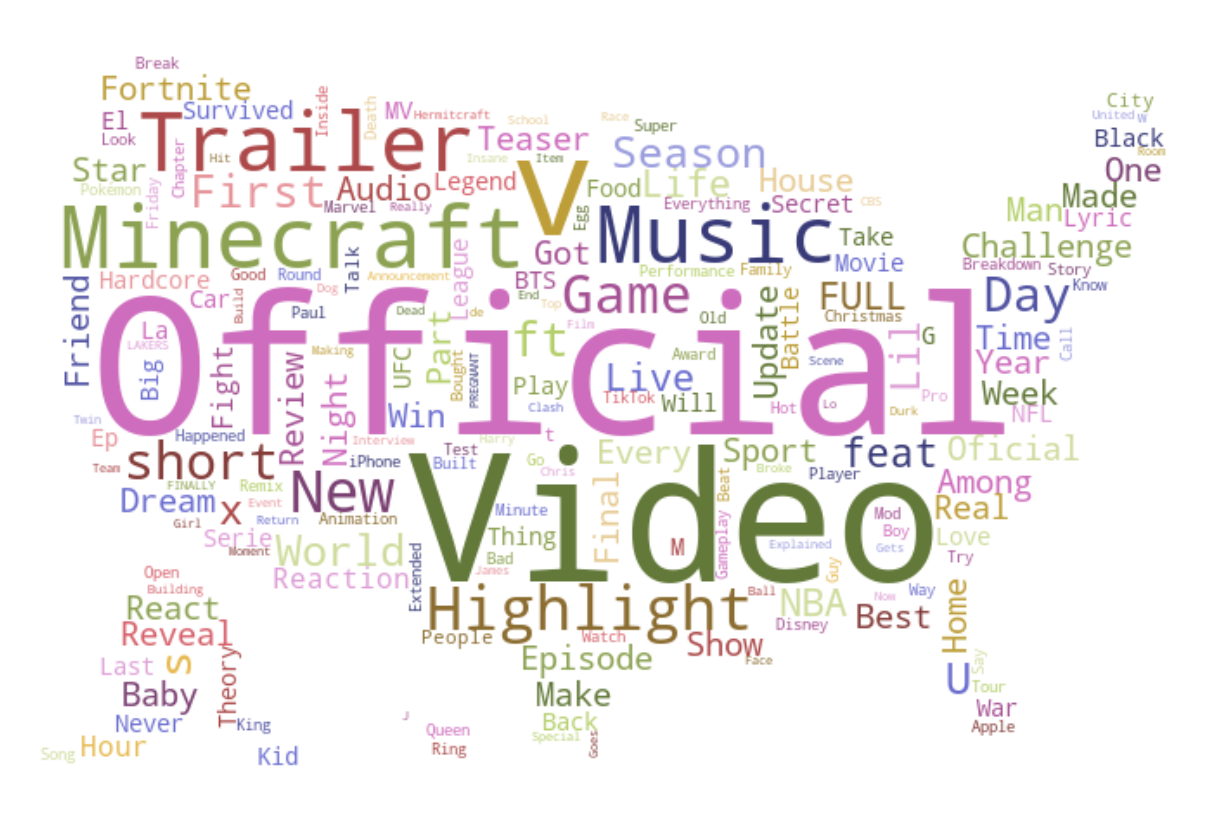 Break
Fortnite
Survived
Inside
Death
MV
Hermitcraft
School
Race
Super
City
United
W
El
Look
Trailer
Teaser
Season
Black
Room
Star
Chapter
Hit
Insane
Item
One
Pokémon
Friday
First
Audio
Legend
V
Food
Life
House
Made
Marvel
Really
Egg
Everything
Secret
CBS
Man
Lyric
Minecraft
Got
Music
Take
Challenge
Friend
Hardcore
Good
Round
Talk
Announcement
League
BTS
Performance
Family
Movie
Breakdown
Story
Car
Build
Dog
Paul
Dead
End
Top
de
Game
Update
Battle
FULL
Christmas
Day
Know
La
LAKERS
Official
Part
ft
Film
Old
Lil
G
Time
Call
Big
Fight
Review
Making
Night
UFC
Bought
PREGNANT
Play
Award
Live
Scene
Year
Twin
Win
Clash
TikTok
Will
Hot
Lo
Durk
Pro
Week
NFL
Ep
Happened
Interview
Harry
t
Team
short
iPhone
Test
Built
Go
Chris
Every
Sport
Broke
feat
Player
Oficial
FINALLY
Remix
New
Video
Among
Dream
x
Event
Girl
Return
Animation
Minute
Final
Gameplay
Beat
Mod
Real
Serie
Moment
World
Thing
M
Explained
Boy
Gets
Love
Open
Building
Reaction
Extended
Bad
James
Guy
Try
React
Highlight
Ball
NBA
Now
Way
Home
Reveal
People
Watch
Show
Disney
Best
Last
s
Theory
Episode
Face
U
Say
Tour
Baby
Make
War
Never
King
J
Queen
Back
Special
Goes
Apple
Song
Hour
Kid
Ring